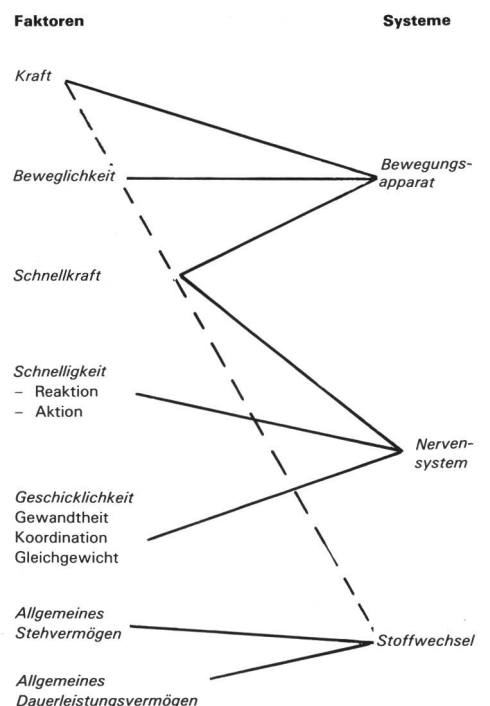 Faktoren
Systeme
Kraft
Beweglichkeit
Bewegungs-
apparat
Schnellkraft
Schnelligkeit
– Reaktion
– Aktion
Nerven-
system
Geschicklichkeit
Gewandtheit
Koordination
Gleichgewicht
Allgemeines
Stehvermögen
Stoffwechsel
Allgemeines
Dauerleistungsvermögen